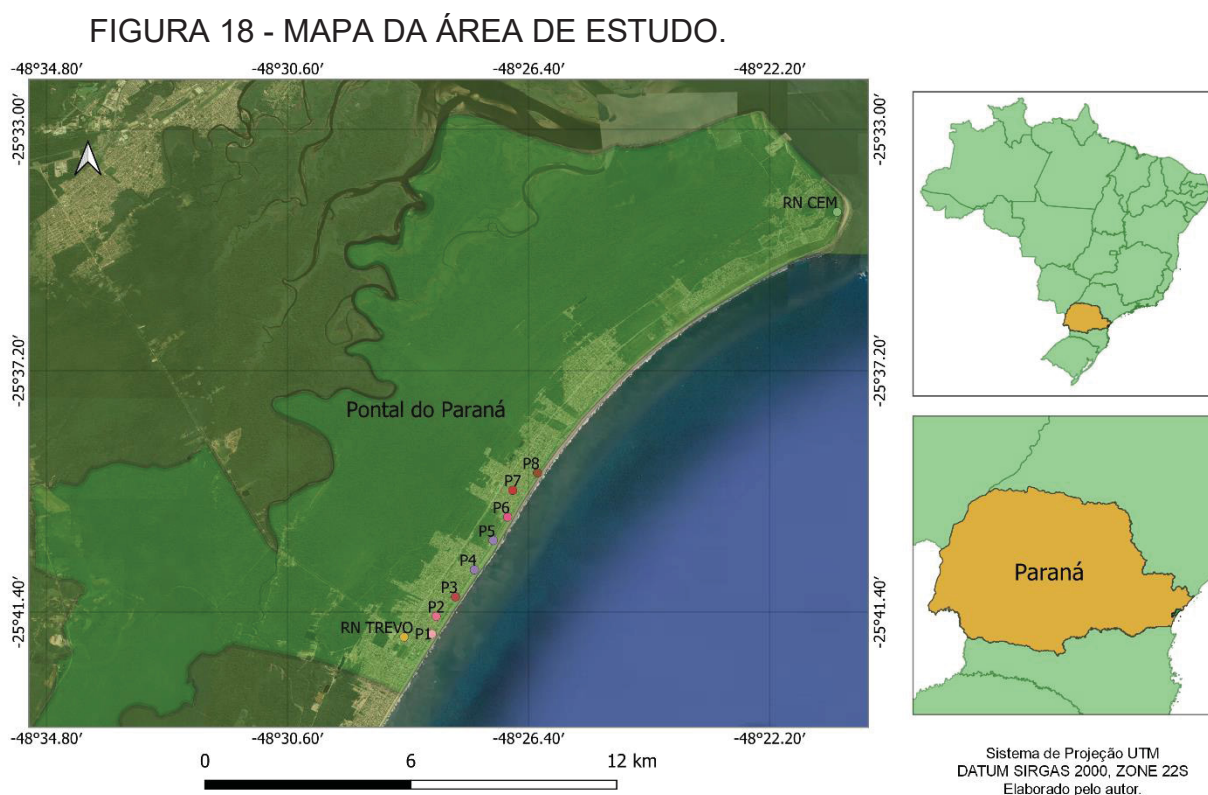 FIGURA 18 - MAPA DA ÁREA DE ESTUDO.
-48°34.80′ -48°30.60′ -48°26.40′ -48°22.20′
-25°33.00′ -25°33.00′
RN CEM
-25°37.20′ -25°37.20′
Pontal do Paraná
P8
P7
P6
P5
P4
P3
P2
RN TREVO P1
-25°41.40′ -25°41.40′
-48°34.80′ -48°30.60′ -48°26.40′ -48°22.20′
0 6 12 km
Paraná
Sistema de Projeção UTM
DATUM SIRGAS 2000, ZONE 22S
Elaborado pelo autor.